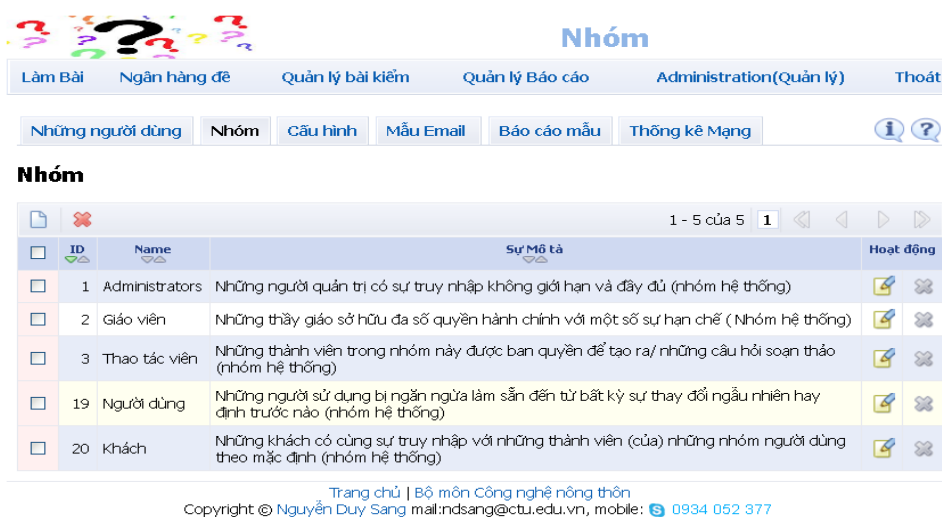 Nhóm
Làm Bài Ngân hàng đề Quản lý bài kiểm Quản lý Báo cáo Administration(Quản lý) Thoát
Những người dùng Nhóm Cấu hình Mẫu Email Báo cáo mẫu Thống kê Mạng
Nhóm
1 - 5 của 5 1
ID Name Sự Mô tả Hoạt động
1 Administrators Những người quản trị có sự truy nhập không giới hạn và đầy đủ (nhóm hệ thống)
2 Giáo viên Những thầy giáo sở hữu đa số quyền hành chính với một số sự hạn chế ( Nhóm hệ thống)
3 Thao tác viên Những thành viên trong nhóm này được ban quyền để tạo ra/ những câu hỏi soạn thảo
(nhóm hệ thống)
19 Người dùng Những người sử dụng bị ngăn ngừa làm sẵn đến từ bất kỳ sự thay đổi ngẫu nhiên hay
định trước nào (nhóm hệ thống)
20 Khách Những khách có cùng sự truy nhập với những thành viên (của) những nhóm người dùng
theo mặc định (nhóm hệ thống)
Trang chủ | Bộ môn Công nghệ nông thôn
Copyright © Nguyễn Duy Sang mail:ndsang@ctu.edu.vn, mobile: 0934 052 377